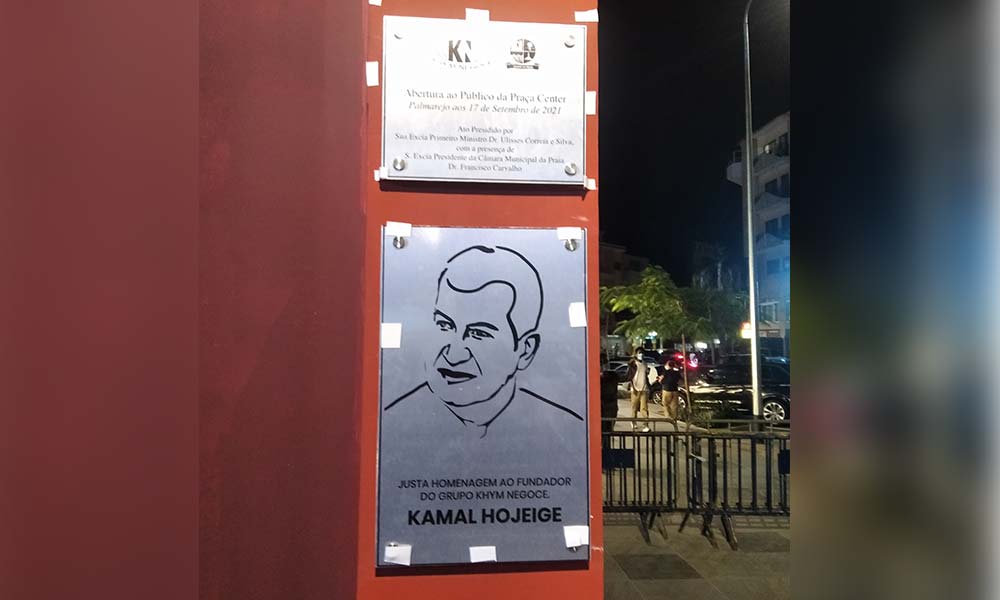 KN
Abertura ao Público da Praça Center
Palmarejo aos 17 de Setembro de 2021
Ato Presidido por
Sua Excia Primeiro Ministro Dr. Ulisses Correia e Silva,
com a presença de
S. Excia Presidente da Câmara Municipal da Praia
Dr. Francisco Carvalho
JUSTA HOMENAGEM AO FUNDADOR
DO GRUPO KHYM NEGOCE.
KAMAL HOJEIGE